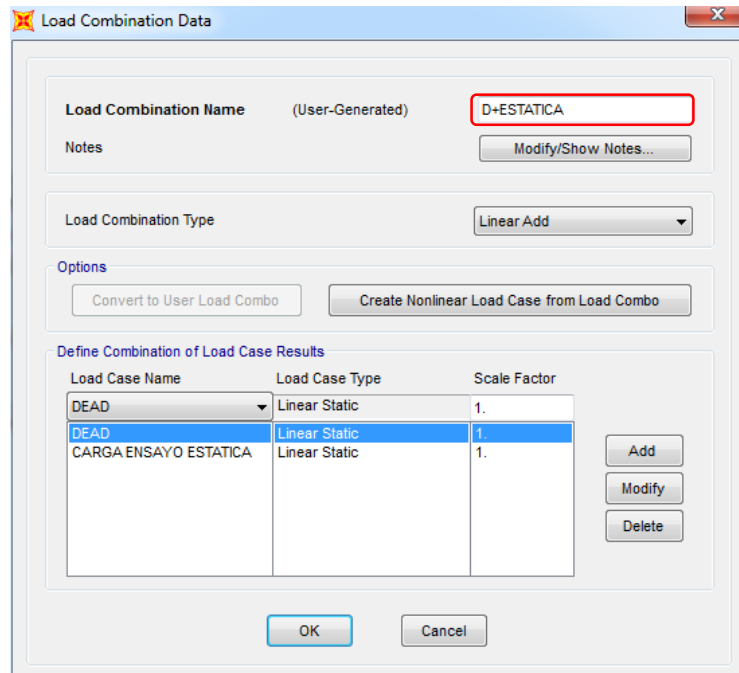 Load Combination Data
Load Combination Name (User-Generated) D+ESTATICA
Notes Modify/Show Notes...
Load Combination Type Linear Add
Options
Convert to User Load Combo Create Nonlinear Load Case from Load Combo
Define Combination of Load Case Results
Load Case Name Load Case Type Scale Factor
DEAD Linear Static 1.
DEAD Linear Static 1.
CARGA ENSAYO ESTATICA Linear Static 1.
Add
Modify
Delete
OK Cancel